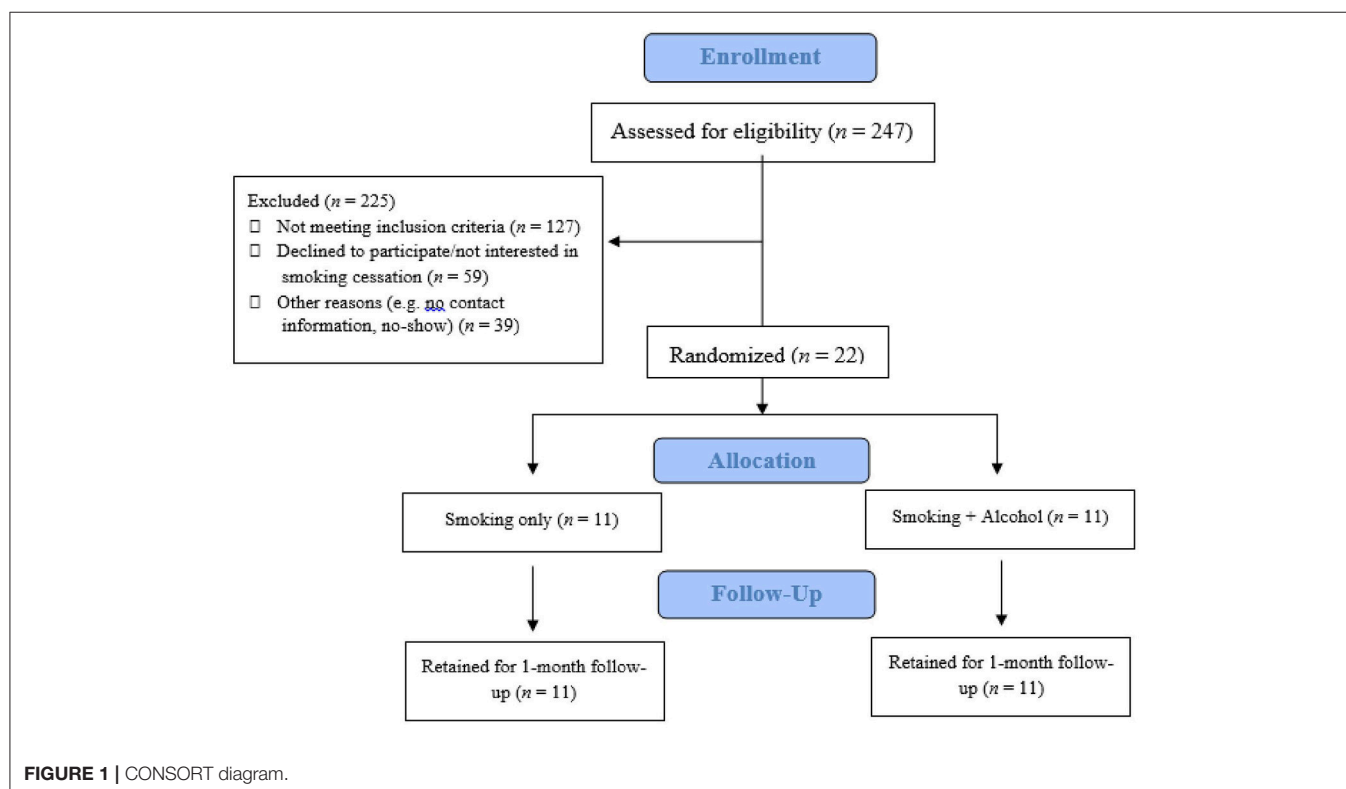 Enrollment
Assessed for eligibility (n = 247)
Excluded (n = 225)
☐ Not meeting inclusion criteria (n = 127)
☐ Declined to participate/not interested in
smoking cessation (n = 59)
☐ Other reasons (e.g. no contact
information, no-show) (n = 39)
Randomized (n = 22)
Allocation
Smoking only (n = 11)
Smoking + Alcohol (n = 11)
Follow-Up
Retained for 1-month follow-
up (n = 11)
Retained for 1-month follow-
up (n = 11)
FIGURE 1 | CONSORT diagram.